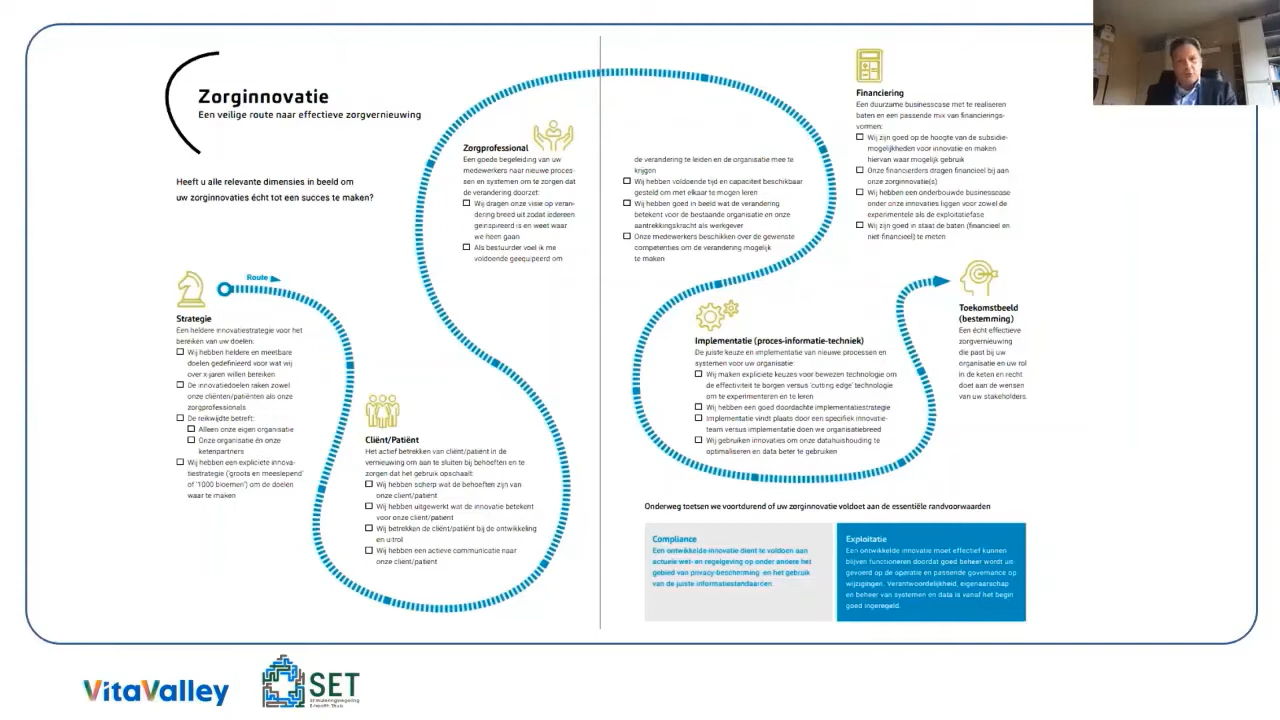 Zorginnovatie
Een veilige route naar effectieve zorgvernieuwing
Heeft u alle relevante dimensies in beeld om
uw zorginnovaties écht tot een succes te maken?
Route
Strategie
Een heldere innovatiestrategie voor het
bereiken van uw doelen:
Wij hebben heldere en meetbare
doelen gedefinieerd voor wat wij
over x-jaren willen bereiken
De innovatiedoelen raken zowel
onze cliënten/patiënten als onze
zorgprofessionals
De reikwijdte betreft:
Alleen onze eigen organisatie
Onze organisatie én onze
ketenpartners
Wij hebben een expliciete innova-
tiestrategie ('groots en meeslepend'
of '1000 bloemen') om de doelen
waar te maken
Cliënt/Patiënt
Het actief betrekken van cliënt/patiënt in de
vernieuwing om aan te sluiten bij behoeften en te
zorgen dat het gebruik opschaalt:
Wij hebben scherp wat de behoeften zijn van
onze client/patiënt
Wij hebben uitgewerkt wat de innovatie betekent
voor onze cliënt/patiënt
Wij betrekken de cliënt/patiënt bij de ontwikkeling
en uitrol
Wij hebben een actieve communicatie naar
onze cliënt/patiënt
Zorgprofessional
Een goede begeleiding van uw
medewerkers naar nieuwe proces-
sen en systemen om te zorgen dat
de verandering doorzet:
Wij dragen onze visie op veran-
dering breed uit zodat iedereen
geïnspireerd is en weet waar
we heen gaan
Als bestuurder voel ik me
voldoende geëquipeerd om
de verandering te leiden en de organisatie mee te
krijgen
Wij hebben voldoende tijd en capaciteit beschikbaar
gesteld om met elkaar te mogen leren
Wij hebben goed in beeld wat de verandering
betekent voor de bestaande organisatie en onze
aantrekkingskracht als werkgever
Onze medewerkers beschikken over de gewenste
competenties om de verandering mogelijk
te maken
Financiering
Een duurzame businesscase met te realiseren
baten en een passende mix van financierings-
vormen:
Wij zijn goed op de hoogte van de subsidie-
mogelijkheden voor innovatie en maken
hiervan waar mogelijk gebruik
Onze financierders dragen financieel bij aan
onze zorginnovatie(s)
Wij hebben een onderbouwde businesscase
onder onze innovaties liggen voor zowel de
experimentele als de exploitatiefase
Wij zijn goed in staat de baten (financieel en
niet-financieel) te meten
Implementatie (proces-informatie-techniek)
De juiste keuze en implementatie van nieuwe processen en
systemen voor uw organisatie:
Wij maken expliciete keuzes voor bewezen technologie om
de effectiviteit te borgen versus 'cutting edge' technologie
om te experimenteren en te leren
Wij hebben een goed doordachte implementatiestrategie
Implementatie vindt plaats door een specifiek innovatie-
team versus implementatie doen we organisatiebreed
Wij gebruiken innovaties om onze datahuishouding te
optimaliseren en data beter te gebruiken
Toekomstbeeld
(bestemming)
Een écht effectieve
zorgvernieuwing
die past bij uw
organisatie en uw rol
in de keten en recht
doet aan de wensen
van uw stakeholders.
Onderweg toetsen we voortdurend of uw zorginnovatie voldoet aan de essentiële randvoorwaarden
Compliance
Een ontwikkelde innovatie dient te voldoen aan
actuele wet- en regelgeving op onder andere het
gebied van privacy-bescherming en het gebruik
van de juiste informatiestandaarden.
Exploitatie
Een ontwikkelde innovatie moet effectief kunnen
blijven functioneren doordat goed beheer wordt uit-
gevoerd op de operatie en passende governance op
wijzigingen. Verantwoordelijkheid, eigenaarschap
en beheer van systemen en data is vanaf het begin
goed ingeregeld.
VitaValley
SET
Stimuleringsregeling
E-health Thuis